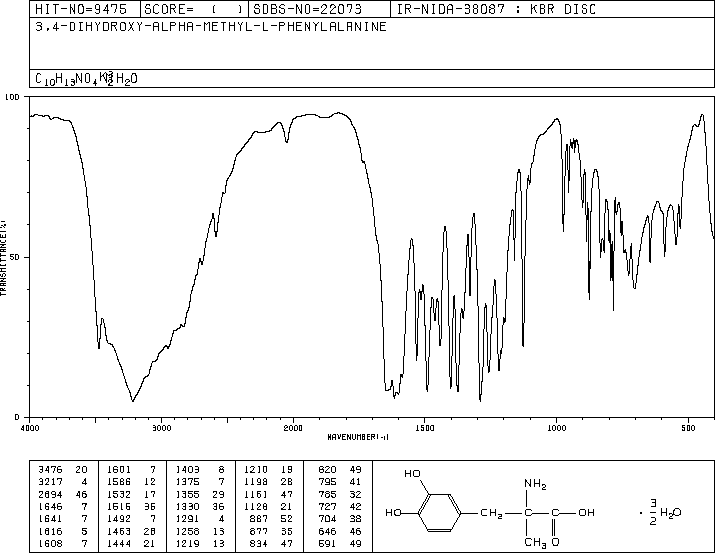 HIT-NO=9475 SCORE= ( ) SDBS-NO=22073 IR-NIDA-38087 : KBR DISC
3,4-DIHYDROXY-ALPHA-METHYL-L-PHENYLALANINE
100
50
0
TRANSMITTANCE(%)
4000 3000 2000 1500 1000 500
WAVENUMBER(-1)
3476 20 1601 7 1403 8 1210 19 820 49
3217 4 1586 12 1375 7 1198 28 795 41
2694 46 1532 17 1355 29 1161 47 785 32
1646 7 1516 36 1330 36 1128 21 727 42
1641 7 1492 7 1291 4 887 52 704 38
1616 5 1463 28 1258 13 877 35 646 46
1608 7 1444 21 1219 13 834 47 591 49
HO
NH2
HO CH2 C C OH · 3/2 H2O
CH3 O